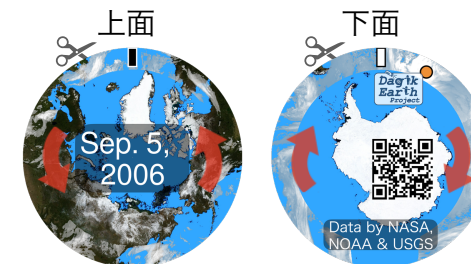 上面
下面
Sep. 5,
2006
Dagik
Earth
Project
Data by NASA,
NOAA & USGS